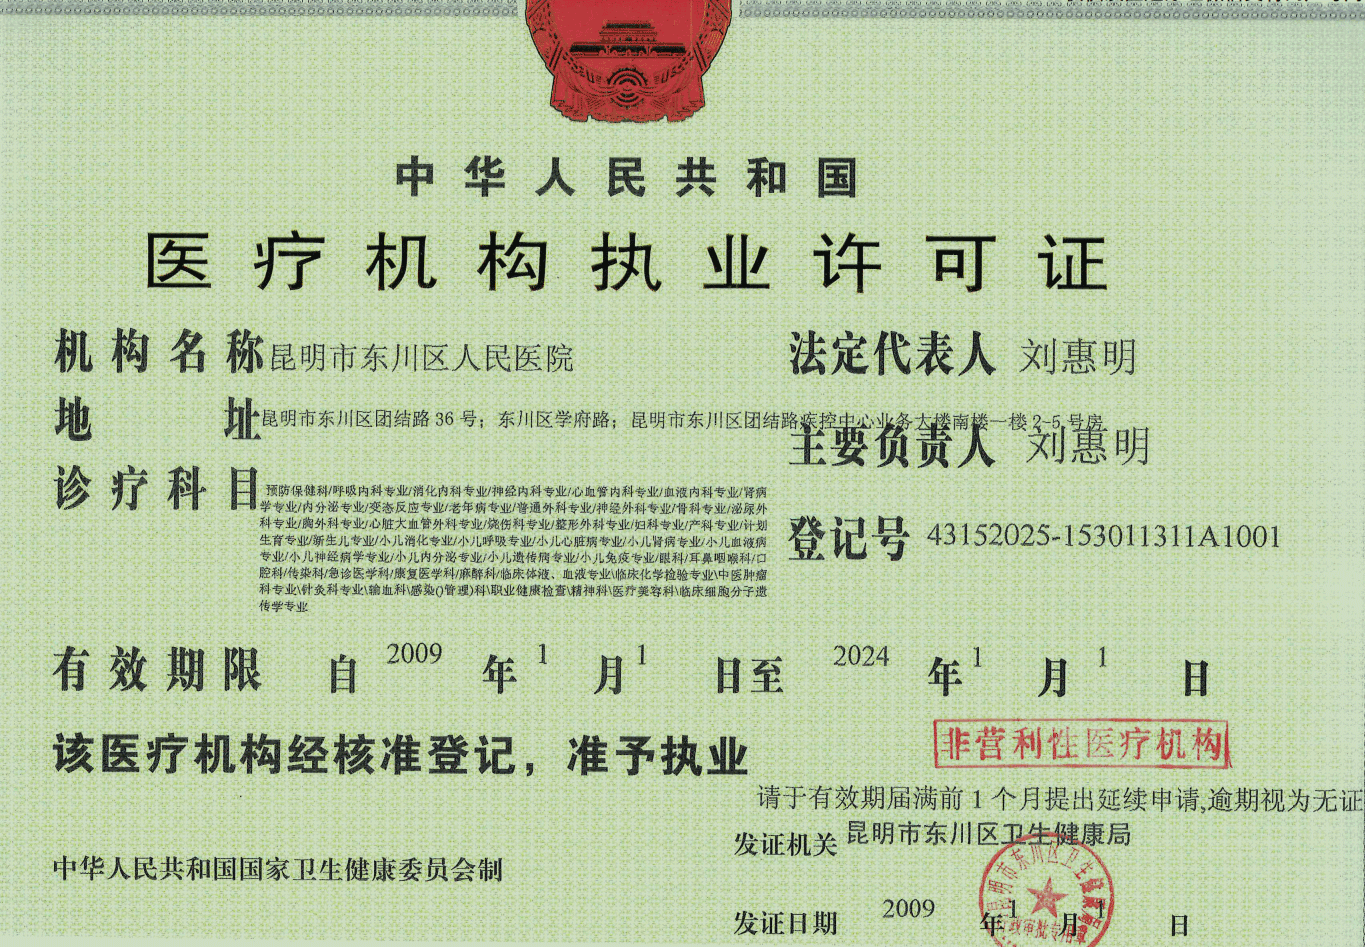 中华人民共和国
医疗机构执业许可证
机构名称 昆明市东川区人民医院
法定代表人 刘惠明
地址 昆明市东川区团结路36号；东川区学府路；昆明市东川区团结路疾控中心业务大楼南楼一楼2-5号房
主要负责人 刘惠明
诊疗科目 预防保健科/呼吸内科专业/消化内科专业/神经内科专业/心血管内科专业/血液内科专业/肾病
学专业/内分泌专业/变态反应专业/老年病专业/普通外科专业/神经外科专业/骨科专业/泌尿外
科专业/胸外科专业/心脏大血管外科专业/烧伤科专业/整形外科专业/妇科专业/产科专业/计划
生育专业/新生儿专业/小儿消化专业/小儿呼吸专业/小儿心脏病专业/小儿肾病专业/小儿血液病
专业/小儿神经病学专业/小儿内分泌专业/小儿遗传病专业/小儿免疫专业/眼科/耳鼻咽喉科/口
腔科/传染科/急诊医学科/康复医学科/麻醉科/临床体液、血液专业\临床化学检验专业\中医肿瘤
科专业\针灸科专业\输血科\感染()管理)科\职业健康检查\精神科\医疗美容科\临床细胞分子遗
传学专业
登记号 43152025-153011311A1001
有效期限 自 2009 年 1 月 1 日至 2024 年 1 月 1 日
该医疗机构经核准登记，准予执业
非营利性医疗机构
请于有效期届满前1个月提出延续申请,逾期视为无证
发证机关 昆明市东川区卫生健康局
中华人民共和国国家卫生健康委员会制
昆明市东川区卫生健康局
行政审批专用章
发证日期 2009 年 1 月 1 日